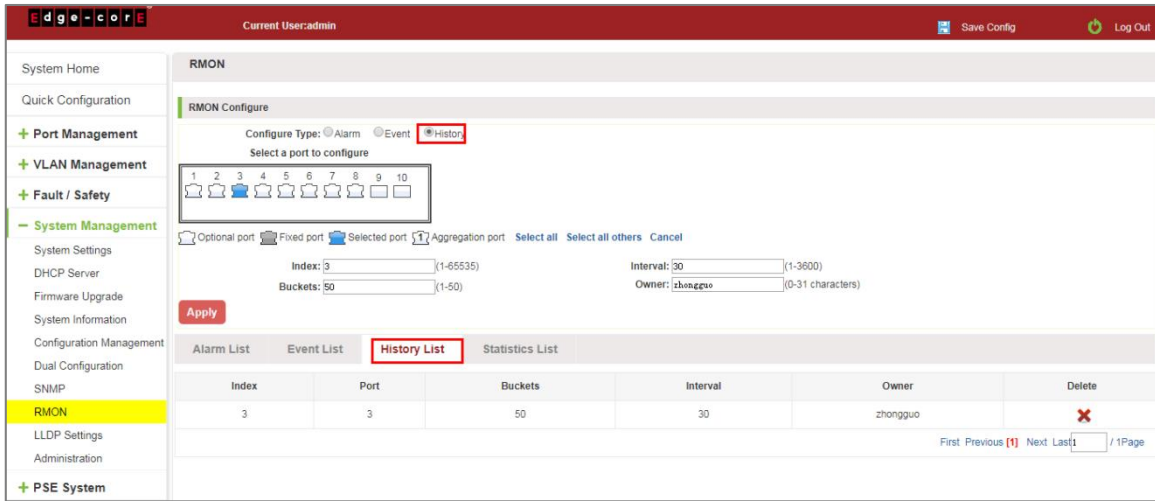 Edge-corE
Current User:admin
Save Config
Log Out
System Home
Quick Configuration
+ Port Management
+ VLAN Management
+ Fault / Safety
− System Management
System Settings
DHCP Server
Firmware Upgrade
System Information
Configuration Management
Dual Configuration
SNMP
RMON
LLDP Settings
Administration
+ PSE System
RMON
RMON Configure
Configure Type: Alarm Event History
Select a port to configure
1 2 3 4 5 6 7 8 9 10
Optional port Fixed port Selected port 1 Aggregation port Select all Select all others Cancel
Index: 3 (1-65535) Interval: 30 (1-3600)
Buckets: 50 (1-50) Owner: zhongguo (0-31 characters)
Apply
Alarm List Event List History List Statistics List
Index Port Buckets Interval Owner Delete
3 3 50 30 zhongguo
First Previous [1] Next Last 1 / 1Page